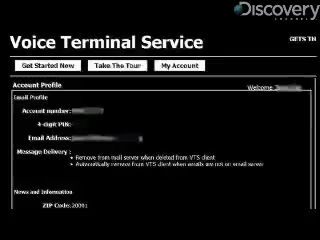 Discovery
CHANNEL
Voice Terminal Service
GETS TN
Get Started Now
Take The Tour
My Account
Account Profile
Welcome
Email Profile
Account number:
4-digit PIN:
Email Address:
Message Delivery :
• Remove from mail server when deleted from VTS client
• Automatically remove from VTS client when emails are not on email server
News and Information
ZIP Code: 20001